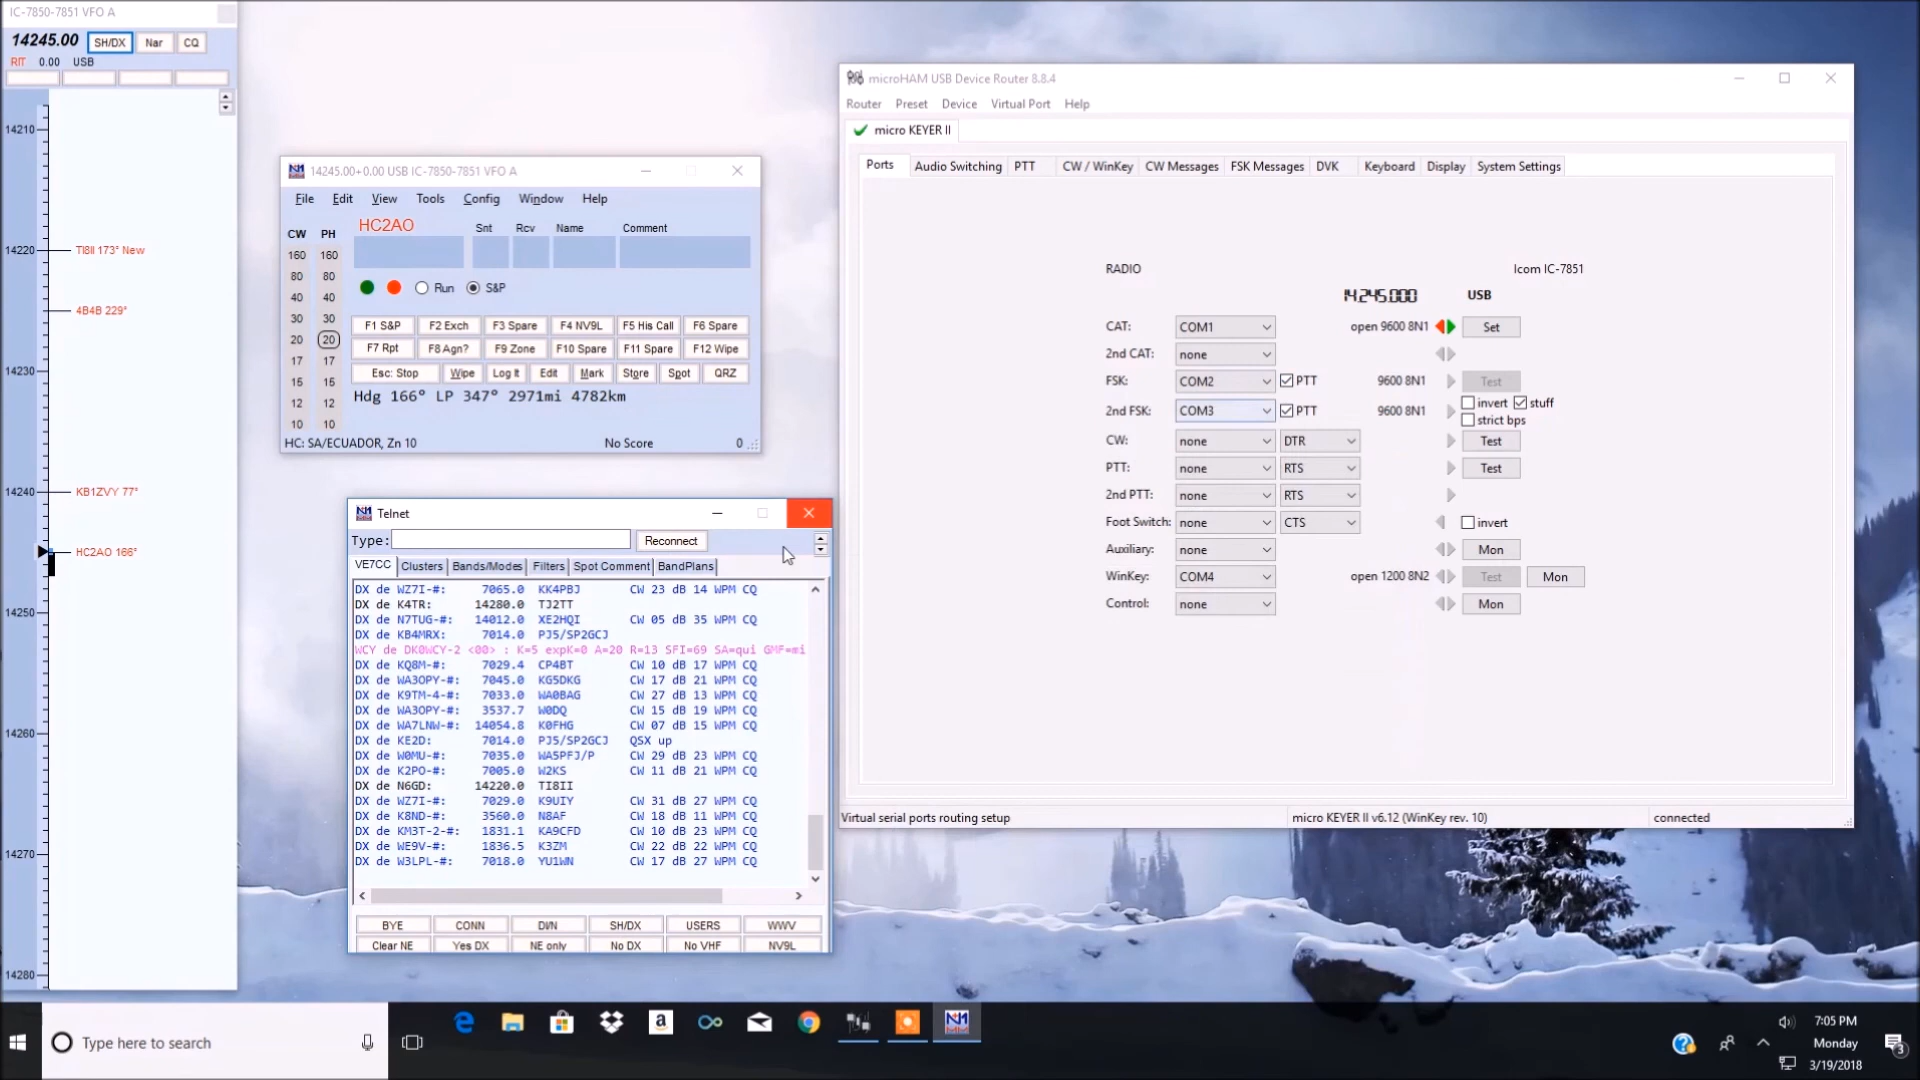 IC-7850-7851 VFO A
14245.00 SH/DX Nar CQ
RIT 0.00 USB
14210
14220 TI8II 173° New
4B4B 229°
14230
14240 KB1ZVY 77°
HC2AO 166°
14250
14260
14270
14280
14245.00+0.00 USB IC-7850-7851 VFO A
File Edit View Tools Config Window Help
HC2AO Snt Rcv Name Comment
CW PH
160 160
80 80
40 40
30 30
20 20
17 17
15 15
12 12
10 10
Run S&P
F1 S&P F2 Exch F3 Spare F4 NV9L F5 His Call F6 Spare
F7 Rpt F8 Agn? F9 Zone F10 Spare F11 Spare F12 Wipe
Esc: Stop Wipe Log It Edit Mark Store Spot QRZ
Hdg 166° LP 347° 2971mi 4782km
HC: SA/ECUADOR, Zn 10 No Score 0
Telnet
Type: Reconnect
VE7CC Clusters Bands/Modes Filters Spot Comment BandPlans
DX de WZ7I-#: 7065.0 KK4PBJ CW 23 dB 14 WPM CQ
DX de K4TR: 14280.0 TJ2TT
DX de N7TUG-#: 14012.0 XE2HQI CW 05 dB 35 WPM CQ
DX de KB4MRX: 7014.0 PJ5/SP2GCJ
WCY de DK0WCY-2 <00> : K=5 expK=0 A=20 R=13 SFI=69 SA=qui GMF=mi
DX de KQ8M-#: 7029.4 CP4BT CW 10 dB 17 WPM CQ
DX de WA3OPY-#: 7045.0 KG5DKG CW 17 dB 21 WPM CQ
DX de K9TM-4-#: 7033.0 WA0BAG CW 27 dB 13 WPM CQ
DX de WA3OPY-#: 3537.7 W0DQ CW 15 dB 19 WPM CQ
DX de WA7LNW-#: 14054.8 K0FHG CW 07 dB 15 WPM CQ
DX de KE2D: 7014.0 PJ5/SP2GCJ QSX up
DX de W0MU-#: 7035.0 WA5PFJ/P CW 29 dB 23 WPM CQ
DX de K2PO-#: 7005.0 W2KS CW 11 dB 21 WPM CQ
DX de N6GD: 14220.0 TI8II
DX de WZ7I-#: 7029.0 K9UIY CW 31 dB 27 WPM CQ
DX de K8ND-#: 3560.0 N8AF CW 18 dB 11 WPM CQ
DX de KM3T-2-#: 1831.1 KA9CFD CW 10 dB 23 WPM CQ
DX de WE9V-#: 1836.5 K3ZM CW 22 dB 22 WPM CQ
DX de W3LPL-#: 7018.0 YU1WN CW 17 dB 27 WPM CQ
BYE CONN DI/N SH/DX USERS WWV
Clear NE Yes DX NE only No DX No VHF NV9L
microHAM USB Device Router 8.8.4
Router Preset Device Virtual Port Help
micro KEYER II
Ports Audio Switching PTT CW / WinKey CW Messages FSK Messages DVK Keyboard Display System Settings
RADIO Icom IC-7851
14.245.000 USB
CAT: COM1 open 9600 8N1 Set
2nd CAT: none
FSK: COM2 PTT 9600 8N1 Test
invert stuff
2nd FSK: COM3 PTT 9600 8N1
strict bps
CW: none DTR Test
PTT: none RTS Test
2nd PTT: none RTS
Foot Switch: none CTS invert
Auxiliary: none Mon
WinKey: COM4 open 1200 8N2 Test Mon
Control: none Mon
Virtual serial ports routing setup micro KEYER II v6.12 (WinKey rev. 10) connected
Type here to search
7:05 PM
Monday
3/19/2018
3